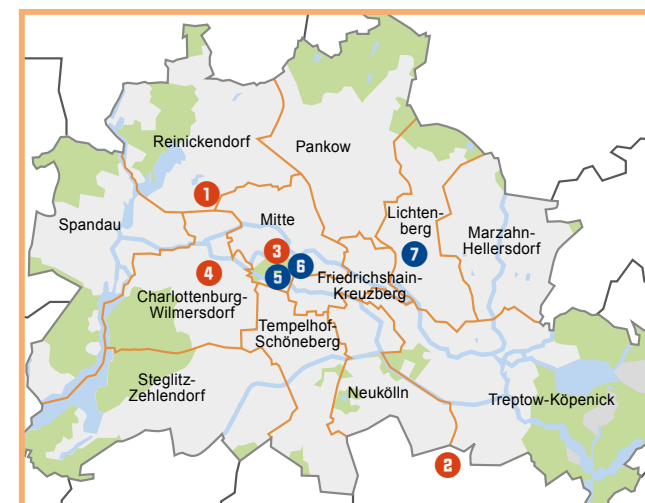 Reinickendorf
Pankow
1
Spandau
Mitte
Lichten-
berg
Marzahn-
Hellersdorf
3
6
7
4
5
Friedrichshain-
Kreuzberg
Charlottenburg-
Wilmersdorf
Tempelhof-
Schöneberg
Steglitz-
Zehlendorf
Neukölln
Treptow-Köpenick
2